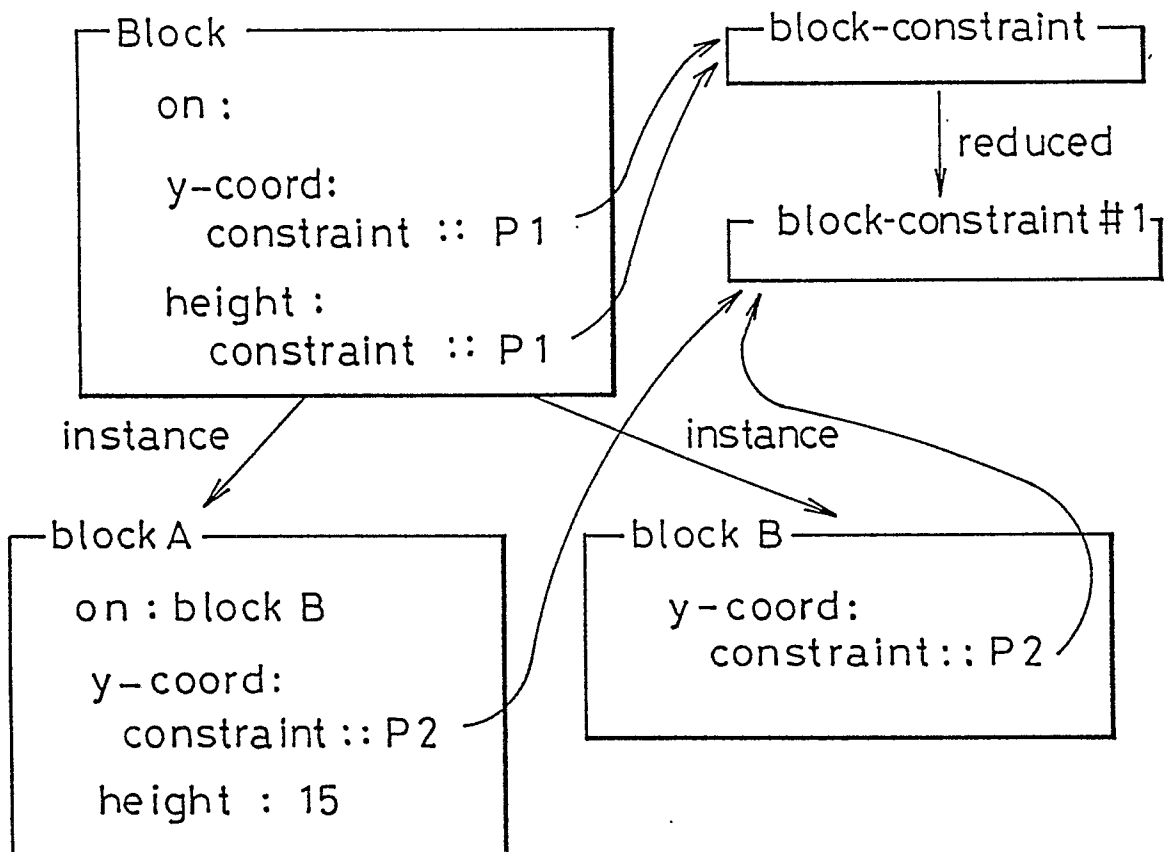 Block
on :
y-coord:
constraint :: P1
height :
constraint :: P1
block-constraint
reduced
block-constraint#1
instance
instance
block A
on : block B
y-coord:
constraint :: P2
height : 15
block B
y-coord:
constraint :: P2